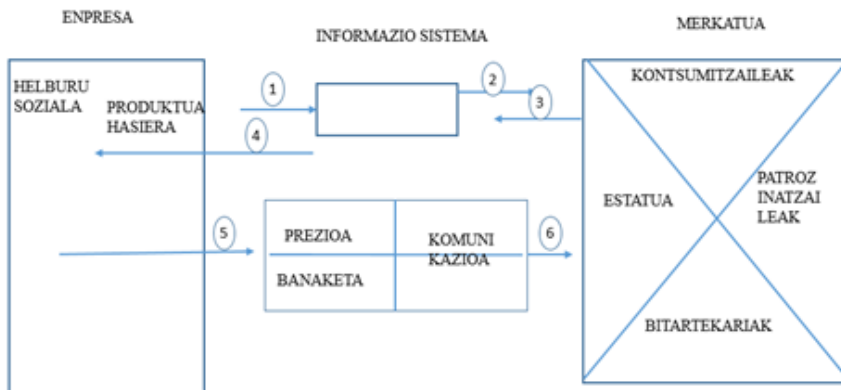 ENPRESA
INFORMAZIO SISTEMA
MERKATUA
HELBURU
SOZIALA
PRODUKTUA
HASIERA
1
2
3
4
KONTSUMITZAILEAK
ESTATUA
PATROZ
INATZAI
LEAK
BITARTEKARIAK
5
PREZIOA
BANAKETA
KOMUNI
KAZIOA
6